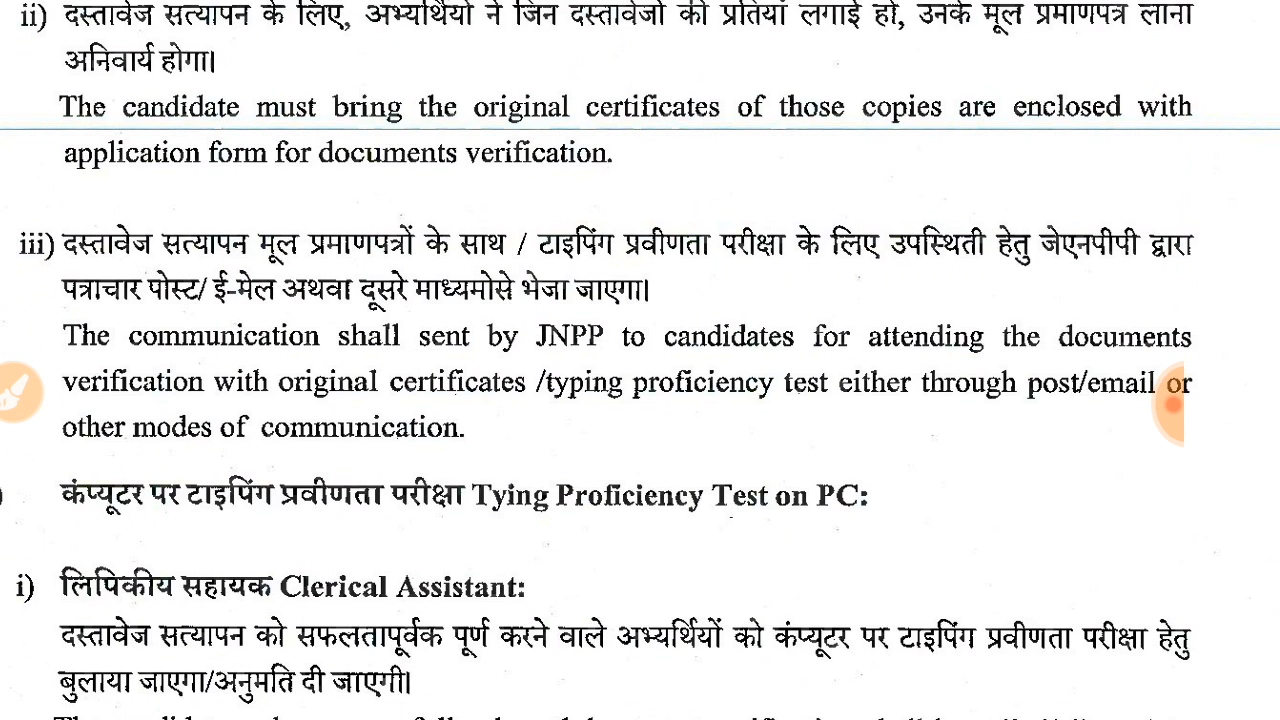 ii) दस्तावेज सत्यापन के लिए, अभ्यर्थियों ने जिन दस्तावेजों की प्रतियां लगाई हो, उनके मूल प्रमाणपत्र लाना
अनिवार्य होगा।
The candidate must bring the original certificates of those copies are enclosed with
application form for documents verification.
iii) दस्तावेज सत्यापन मूल प्रमाणपत्रों के साथ / टाइपिंग प्रवीणता परीक्षा के लिए उपस्थिती हेतु जेएनपीपी द्वारा
पत्राचार पोस्ट/ ई-मेल अथवा दूसरे माध्यमोसे भेजा जाएगा।
The communication shall sent by JNPP to candidates for attending the documents
verification with original certificates /typing proficiency test either through post/email or
other modes of communication.
कंप्यूटर पर टाइपिंग प्रवीणता परीक्षा Tying Proficiency Test on PC:
i) लिपिकीय सहायक Clerical Assistant:
दस्तावेज सत्यापन को सफलतापूर्वक पूर्ण करने वाले अभ्यर्थियों को कंप्यूटर पर टाइपिंग प्रवीणता परीक्षा हेतु
बुलाया जाएगा/अनुमति दी जाएगी।